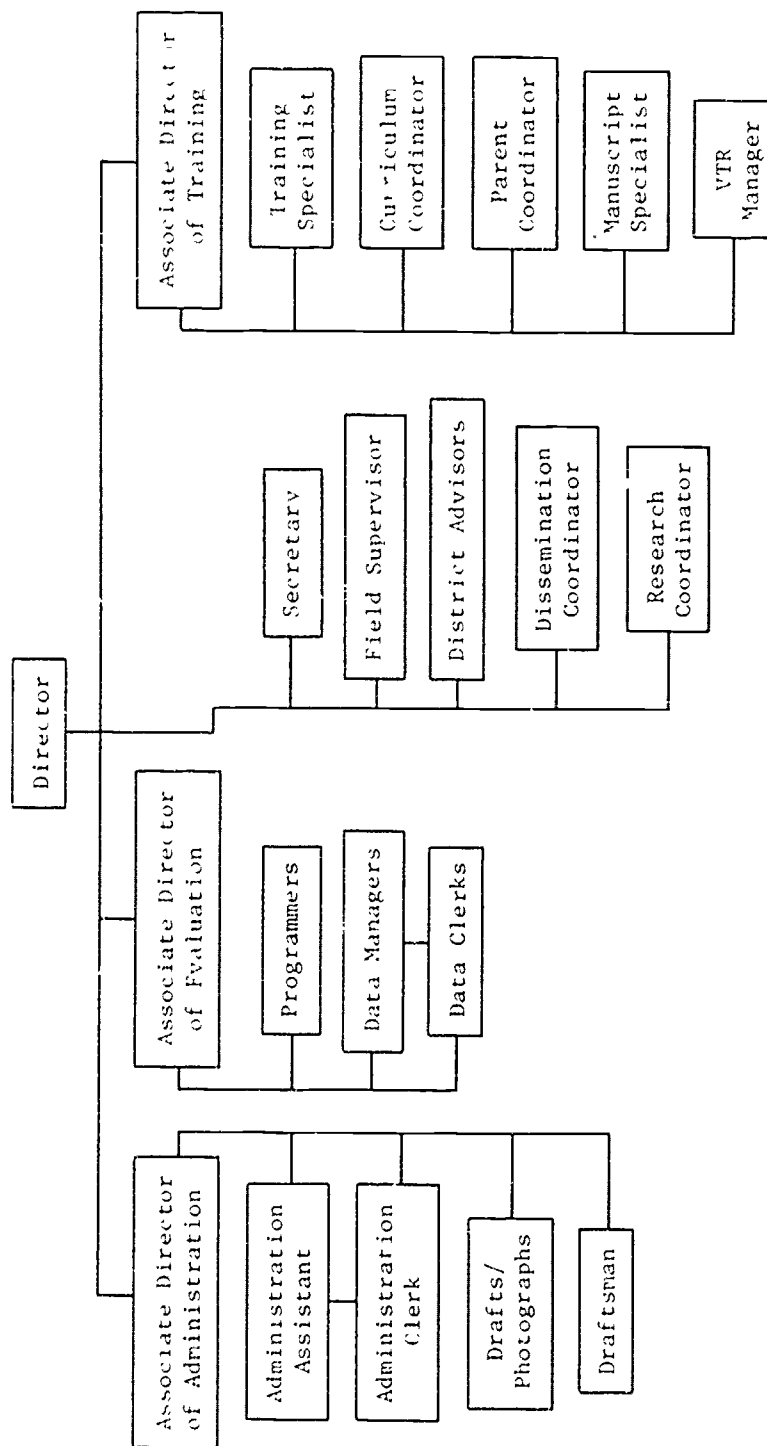 Director
Associate Director
of Administration
Administration
Assistant
Administration
Clerk
Drafts/
Photographs
Draftsman
Associate Director
of Evaluation
Programmers
Data Managers
Data Clerks
Secretary
Field Supervisor
District Advisors
Dissemination
Coordinator
Research
Coordinator
Associate Director
of Training
Training
Specialist
Curriculum
Coordinator
Parent
Coordinator
Manuscript
Specialist
VTR
Manager